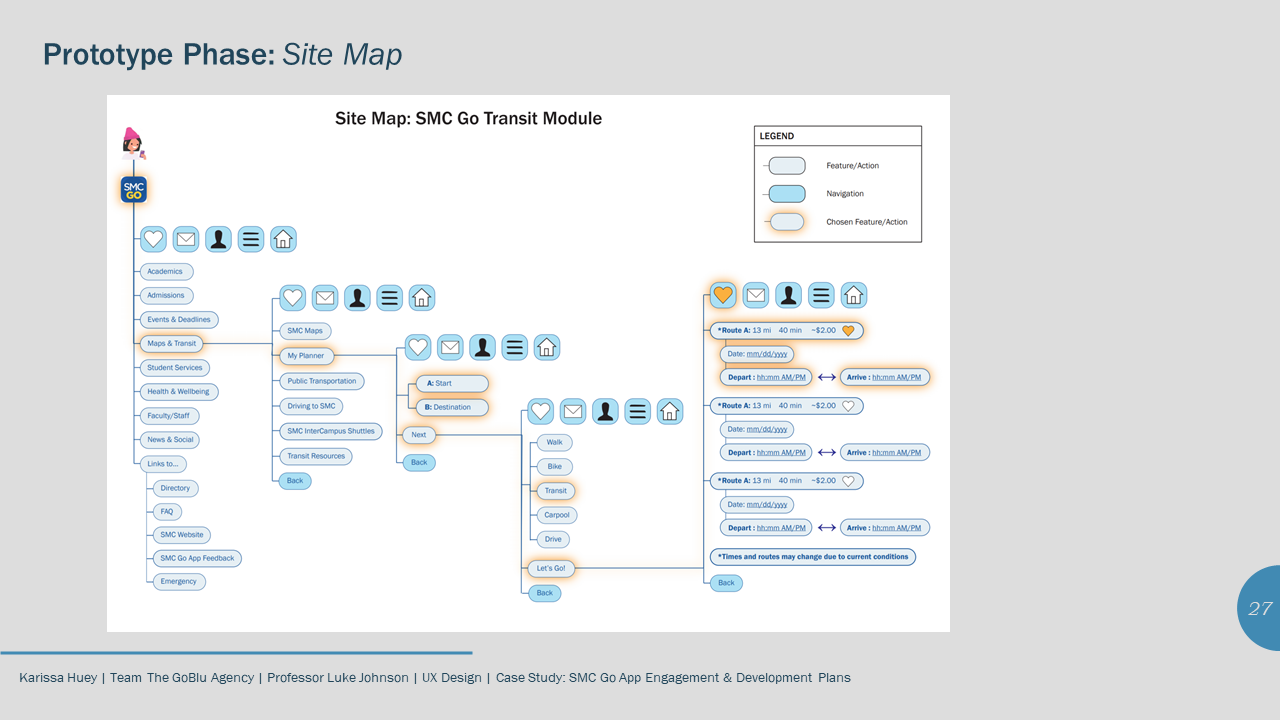 Prototype Phase: Site Map
Site Map: SMC Go Transit Module
LEGEND
Feature/Action
Navigation
Chosen Feature/Action
SMC
GO
Academics
Admissions
Events & Deadlines
Maps & Transit
Student Services
Health & Wellbeing
Faculty/Staff
News & Social
Links to...
Directory
FAQ
SMC Website
SMC Go App Feedback
Emergency
SMC Maps
My Planner
Public Transportation
Driving to SMC
SMC InterCampus Shuttles
Transit Resources
Back
A: Start
B: Destination
Next
Back
Walk
Bike
Transit
Carpool
Drive
Let's Go!
Back
*Route A: 13 mi 40 min ~$2.00
Date: mm/dd/yyyy
Depart : hh:mm AM/PM Arrive : hh:mm AM/PM
*Route A: 13 mi 40 min ~$2.00
Date: mm/dd/yyyy
Depart : hh:mm AM/PM Arrive : hh:mm AM/PM
*Route A: 13 mi 40 min ~$2.00
Date: mm/dd/yyyy
Depart : hh:mm AM/PM Arrive : hh:mm AM/PM
*Times and routes may change due to current conditions
Back
27
Karissa Huey | Team The GoBlu Agency | Professor Luke Johnson | UX Design | Case Study: SMC Go App Engagement & Development Plans